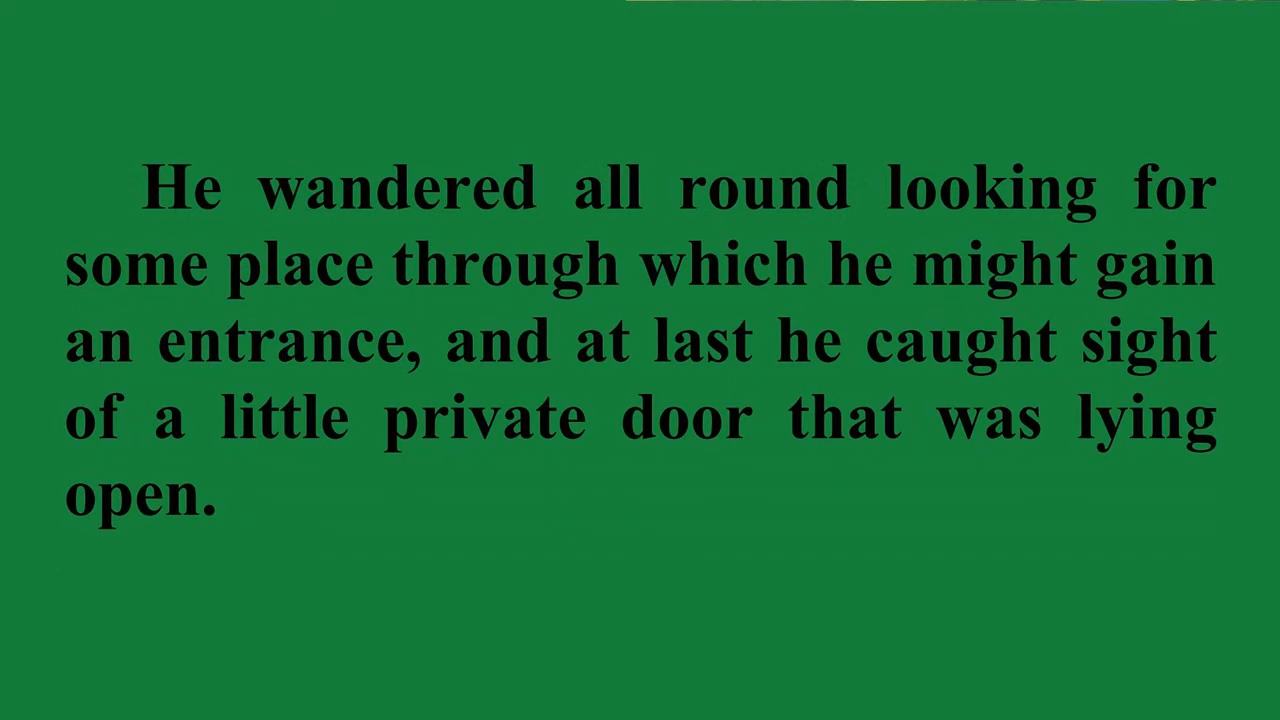 He wandered all round looking for
some place through which he might gain
an entrance, and at last he caught sight
of a little private door that was lying
open.